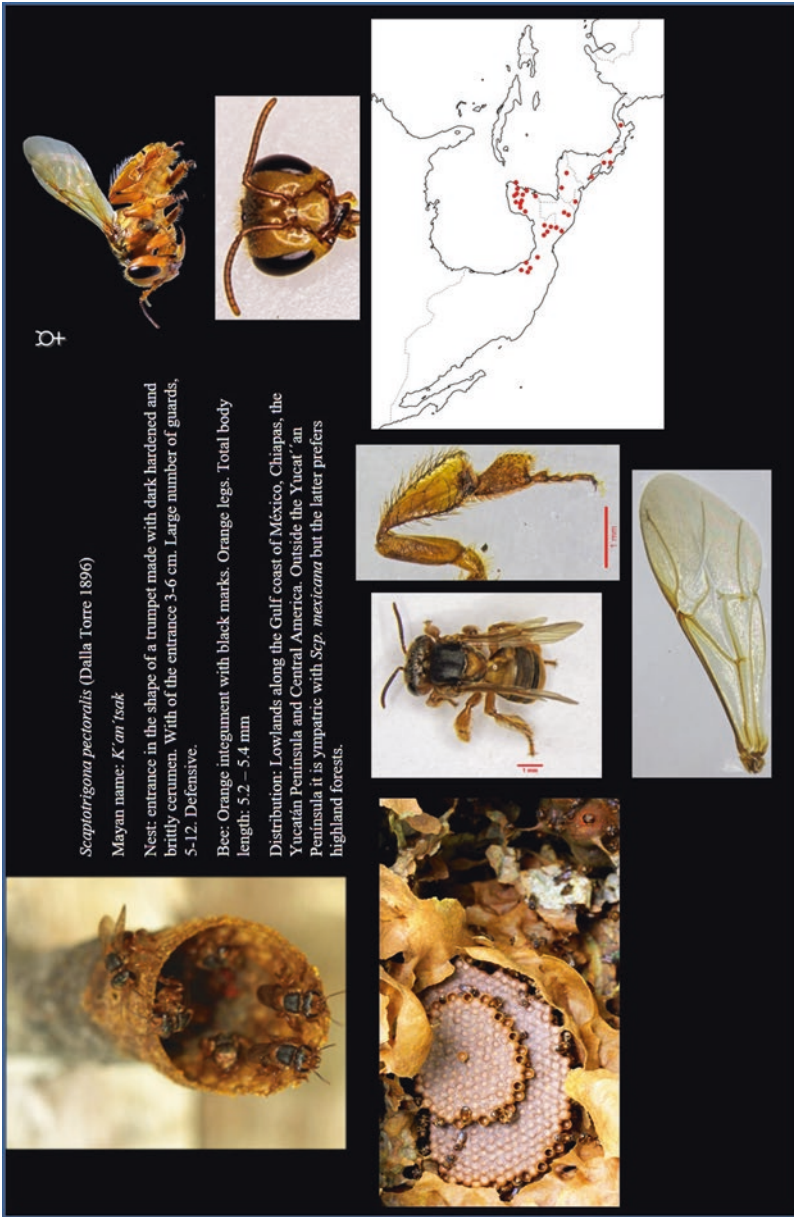 Scaptotrigona pectoralis (Dalla Torre 1896)
Mayan name: K´an´tsak
Nest: entrance in the shape of a trumpet made with dark hardened and
brittly cerumen. With of the entrance 3-6 cm. Large number of guards,
5-12. Defensive.
Bee: Orange integument with black marks. Orange legs. Total body
length: 5.2 – 5.4 mm
Distribution: Lowlands along the Gulf coast of México, Chiapas, the
Yucatán Península and Central America. Outside the Yucat´´an
Península it is ympatric with Scp. mexicana but the latter prefers
highland forests.
☿
1 mm
1 mm